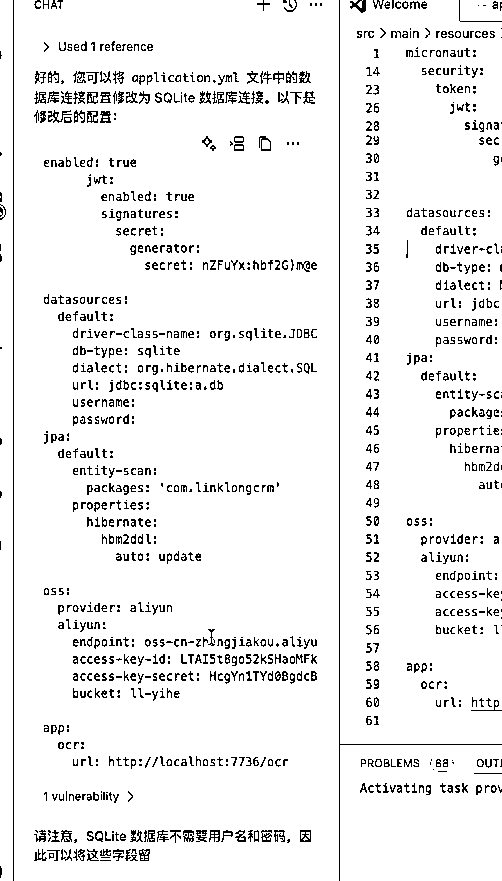 CHAT
Used 1 reference
好的，您可以将 application.yml 文件中的数
据库连接配置修改为 SQLite 数据库连接。以下是
修改后的配置：
enabled: true
jwt:
enabled: true
signatures:
secret:
generator:
secret:
datasources:
default:
driver-class-name: org.sqlite.JDBC
db-type: sqlite
dialect: org.hibernate.dialect.SQL
url: jdbc:sqlite:a.db
username:
password:
jpa:
default:
entity-scan:
packages: 'com.linklongcrm'
properties:
hibernate:
hbm2ddl:
auto: update
oss:
provider: aliyun
aliyun:
endpoint: oss-cn-zhangjiakou.aliyu
access-key-id:
access-key-secret:
bucket: ll-yihe
app:
ocr:
url: http://localhost:7736/ocr
1 vulnerability
请注意，SQLite 数据库不需要用户名和密码，因
此可以将这些字段留
Welcome
ap
src > main > resources
1 micronaut:
14 security:
23 token:
26 jwt:
28 signa
29 sec
30 ge
31
32
33 datasources:
34 default:
35 driver-cla
36 db-type:
37 dialect:
38 url: jdbc
39 username:
40 password:
41 jpa:
42 default:
43 entity-sca
44 package
45 propertie
46 hiberna
47 hbm2d
48 aut
49
50 oss:
51 provider: a
52 aliyun:
53 endpoint:
54 access-key
55 access-key
56 bucket: ll
57
58 app:
59 ocr:
60 url: http
61
PROBLEMS 68 OUT
Activating task prov